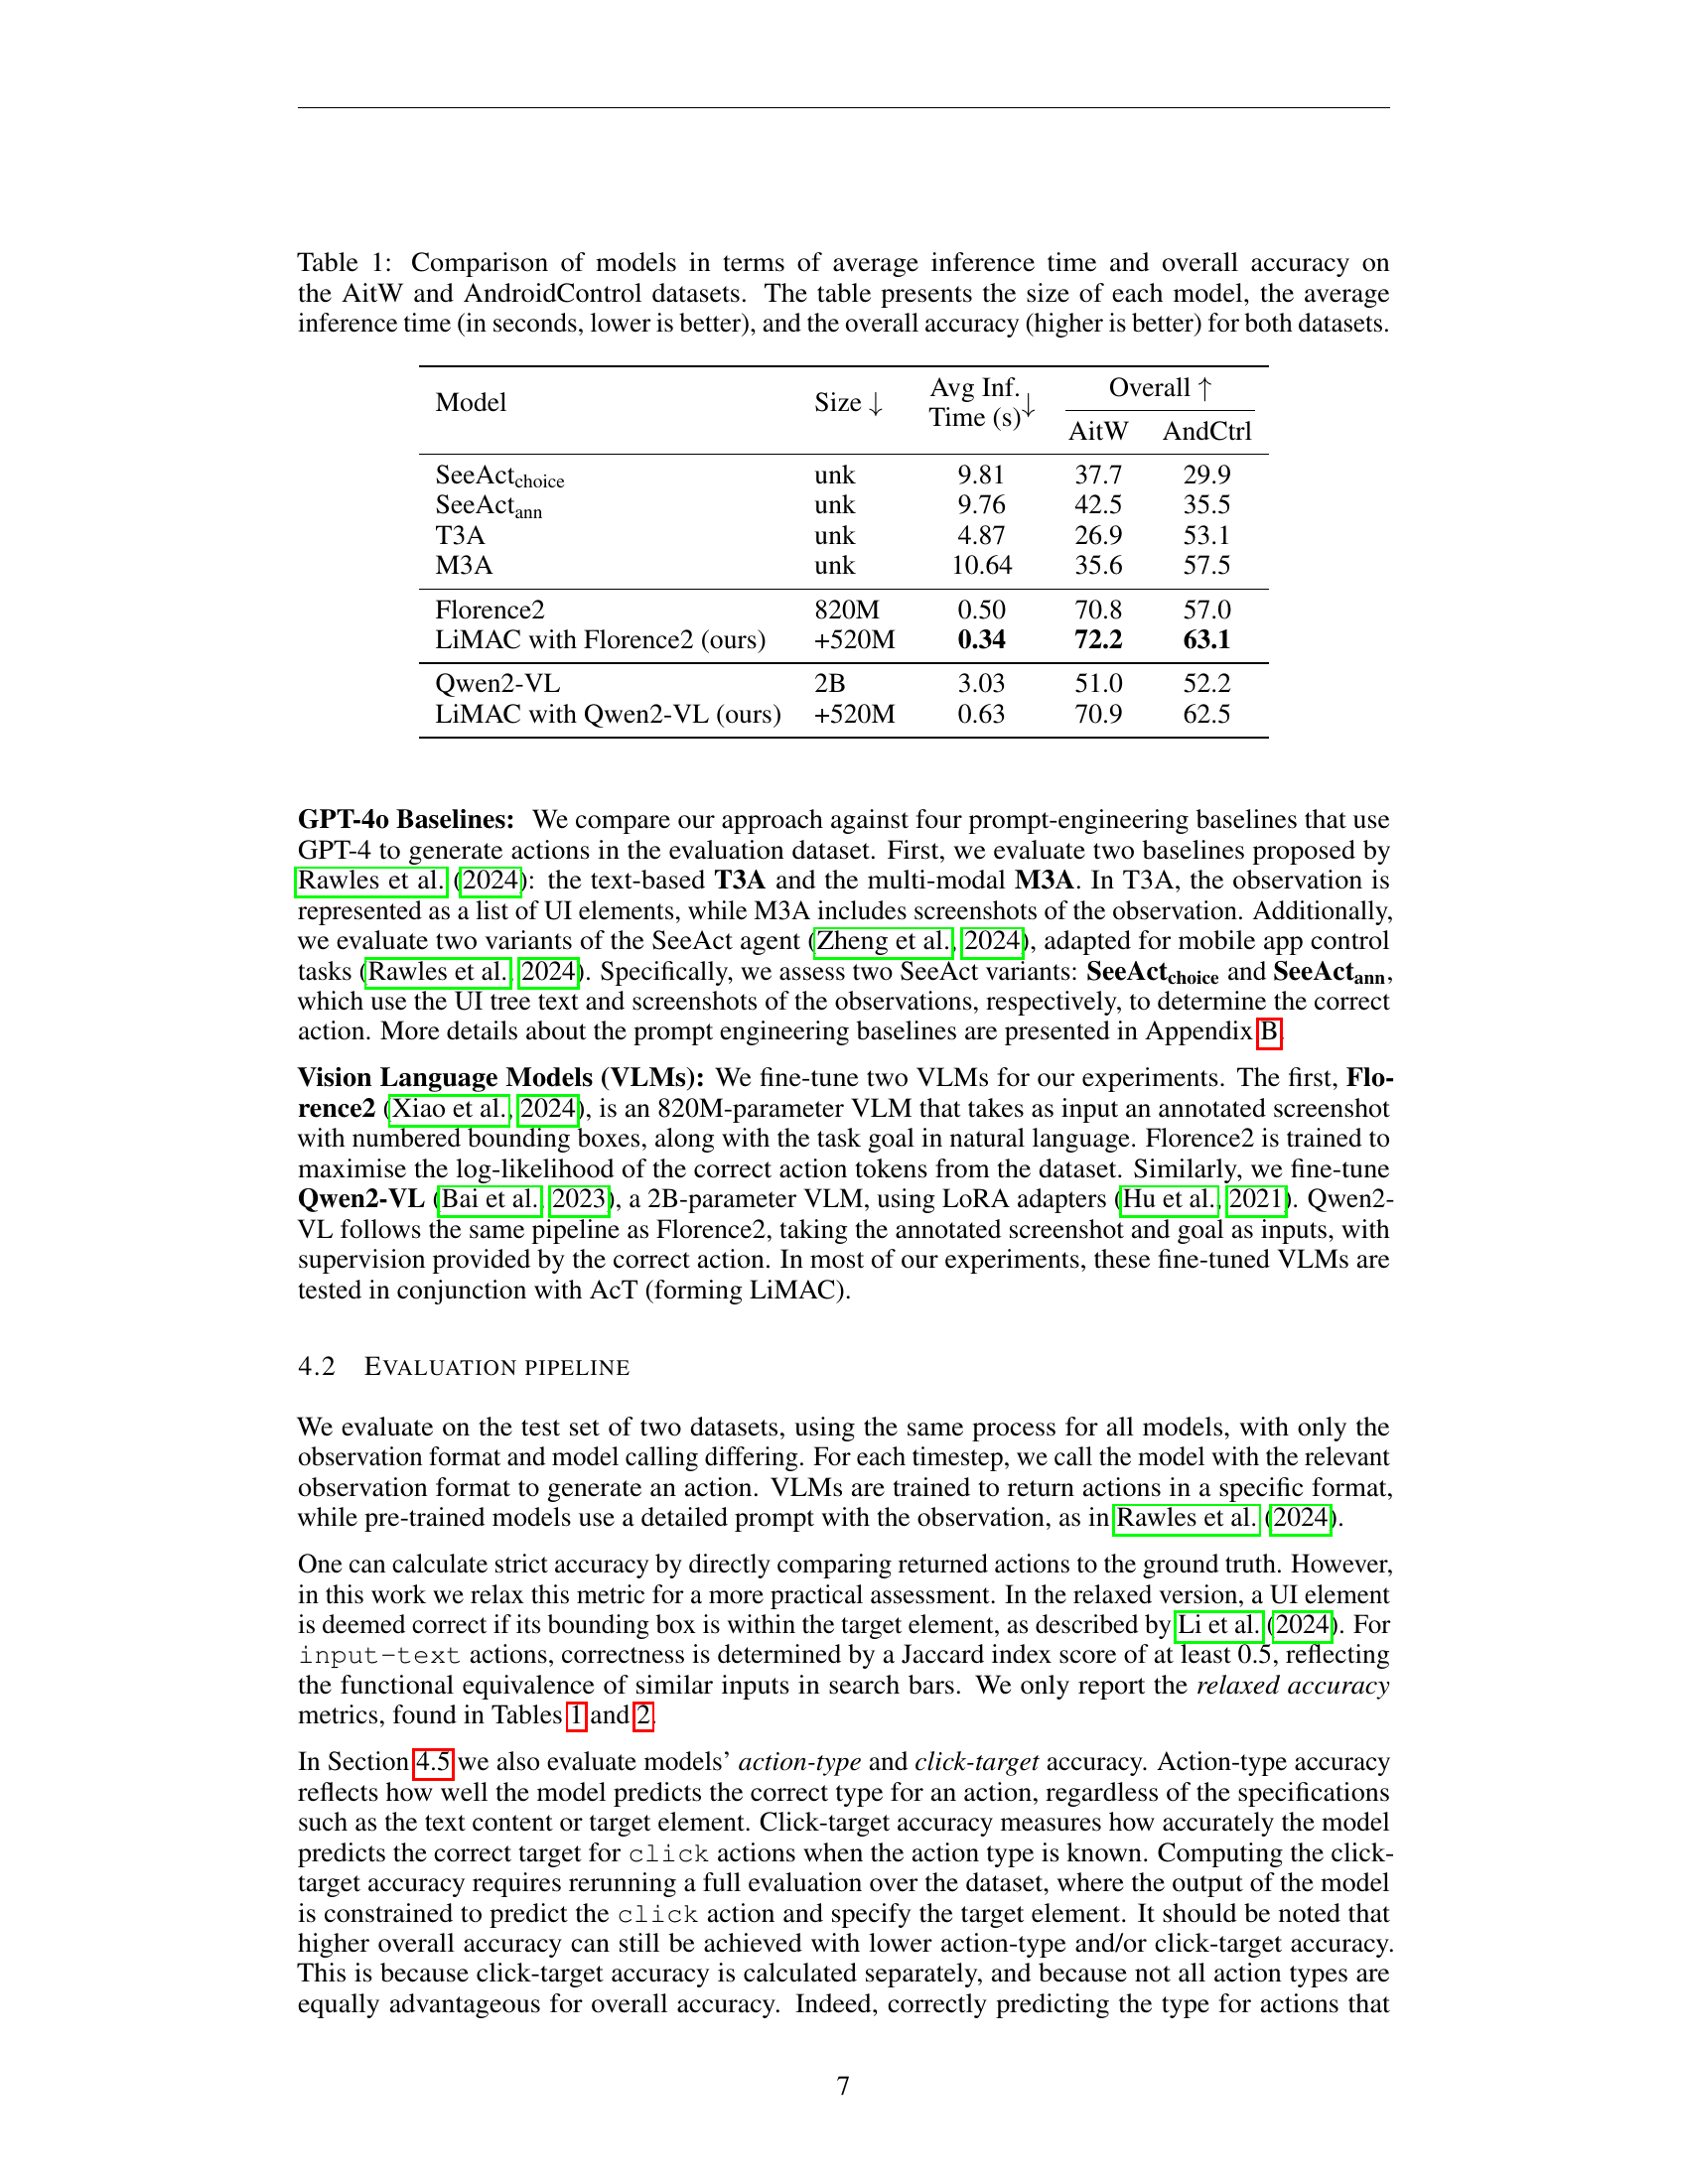 Table 1: Comparison of models in terms of average inference time and overall accuracy on
the AitW and AndroidControl datasets. The table presents the size of each model, the average
inference time (in seconds, lower is better), and the overall accuracy (higher is better) for both datasets.
Model Size ↓ Avg Inf. Time (s) ↓ Overall ↑
AitW AndCtrl
SeeActchoice unk 9.81 37.7 29.9
SeeActann unk 9.76 42.5 35.5
T3A unk 4.87 26.9 53.1
M3A unk 10.64 35.6 57.5
Florence2 820M 0.50 70.8 57.0
LiMAC with Florence2 (ours) +520M 0.34 72.2 63.1
Qwen2-VL 2B 3.03 51.0 52.2
LiMAC with Qwen2-VL (ours) +520M 0.63 70.9 62.5
GPT-4o Baselines: We compare our approach against four prompt-engineering baselines that use
GPT-4 to generate actions in the evaluation dataset. First, we evaluate two baselines proposed by
Rawles et al. (2024): the text-based T3A and the multi-modal M3A. In T3A, the observation is
represented as a list of UI elements, while M3A includes screenshots of the observation. Additionally,
we evaluate two variants of the SeeAct agent (Zheng et al., 2024), adapted for mobile app control
tasks (Rawles et al., 2024). Specifically, we assess two SeeAct variants: SeeActchoice and SeeActann,
which use the UI tree text and screenshots of the observations, respectively, to determine the correct
action. More details about the prompt engineering baselines are presented in Appendix B.
Vision Language Models (VLMs): We fine-tune two VLMs for our experiments. The first, Flo-
rence2 (Xiao et al., 2024), is an 820M-parameter VLM that takes as input an annotated screenshot
with numbered bounding boxes, along with the task goal in natural language. Florence2 is trained to
maximise the log-likelihood of the correct action tokens from the dataset. Similarly, we fine-tune
Qwen2-VL (Bai et al., 2023), a 2B-parameter VLM, using LoRA adapters (Hu et al., 2021). Qwen2-
VL follows the same pipeline as Florence2, taking the annotated screenshot and goal as inputs, with
supervision provided by the correct action. In most of our experiments, these fine-tuned VLMs are
tested in conjunction with AcT (forming LiMAC).
4.2 EVALUATION PIPELINE
We evaluate on the test set of two datasets, using the same process for all models, with only the
observation format and model calling differing. For each timestep, we call the model with the relevant
observation format to generate an action. VLMs are trained to return actions in a specific format,
while pre-trained models use a detailed prompt with the observation, as in Rawles et al. (2024).
One can calculate strict accuracy by directly comparing returned actions to the ground truth. However,
in this work we relax this metric for a more practical assessment. In the relaxed version, a UI element
is deemed correct if its bounding box is within the target element, as described by Li et al. (2024). For
input-text actions, correctness is determined by a Jaccard index score of at least 0.5, reflecting
the functional equivalence of similar inputs in search bars. We only report the relaxed accuracy
metrics, found in Tables 1 and 2.
In Section 4.5 we also evaluate models' action-type and click-target accuracy. Action-type accuracy
reflects how well the model predicts the correct type for an action, regardless of the specifications
such as the text content or target element. Click-target accuracy measures how accurately the model
predicts the correct target for click actions when the action type is known. Computing the click-
target accuracy requires rerunning a full evaluation over the dataset, where the output of the model
is constrained to predict the click action and specify the target element. It should be noted that
higher overall accuracy can still be achieved with lower action-type and/or click-target accuracy.
This is because click-target accuracy is calculated separately, and because not all action types are
equally advantageous for overall accuracy. Indeed, correctly predicting the type for actions that
7